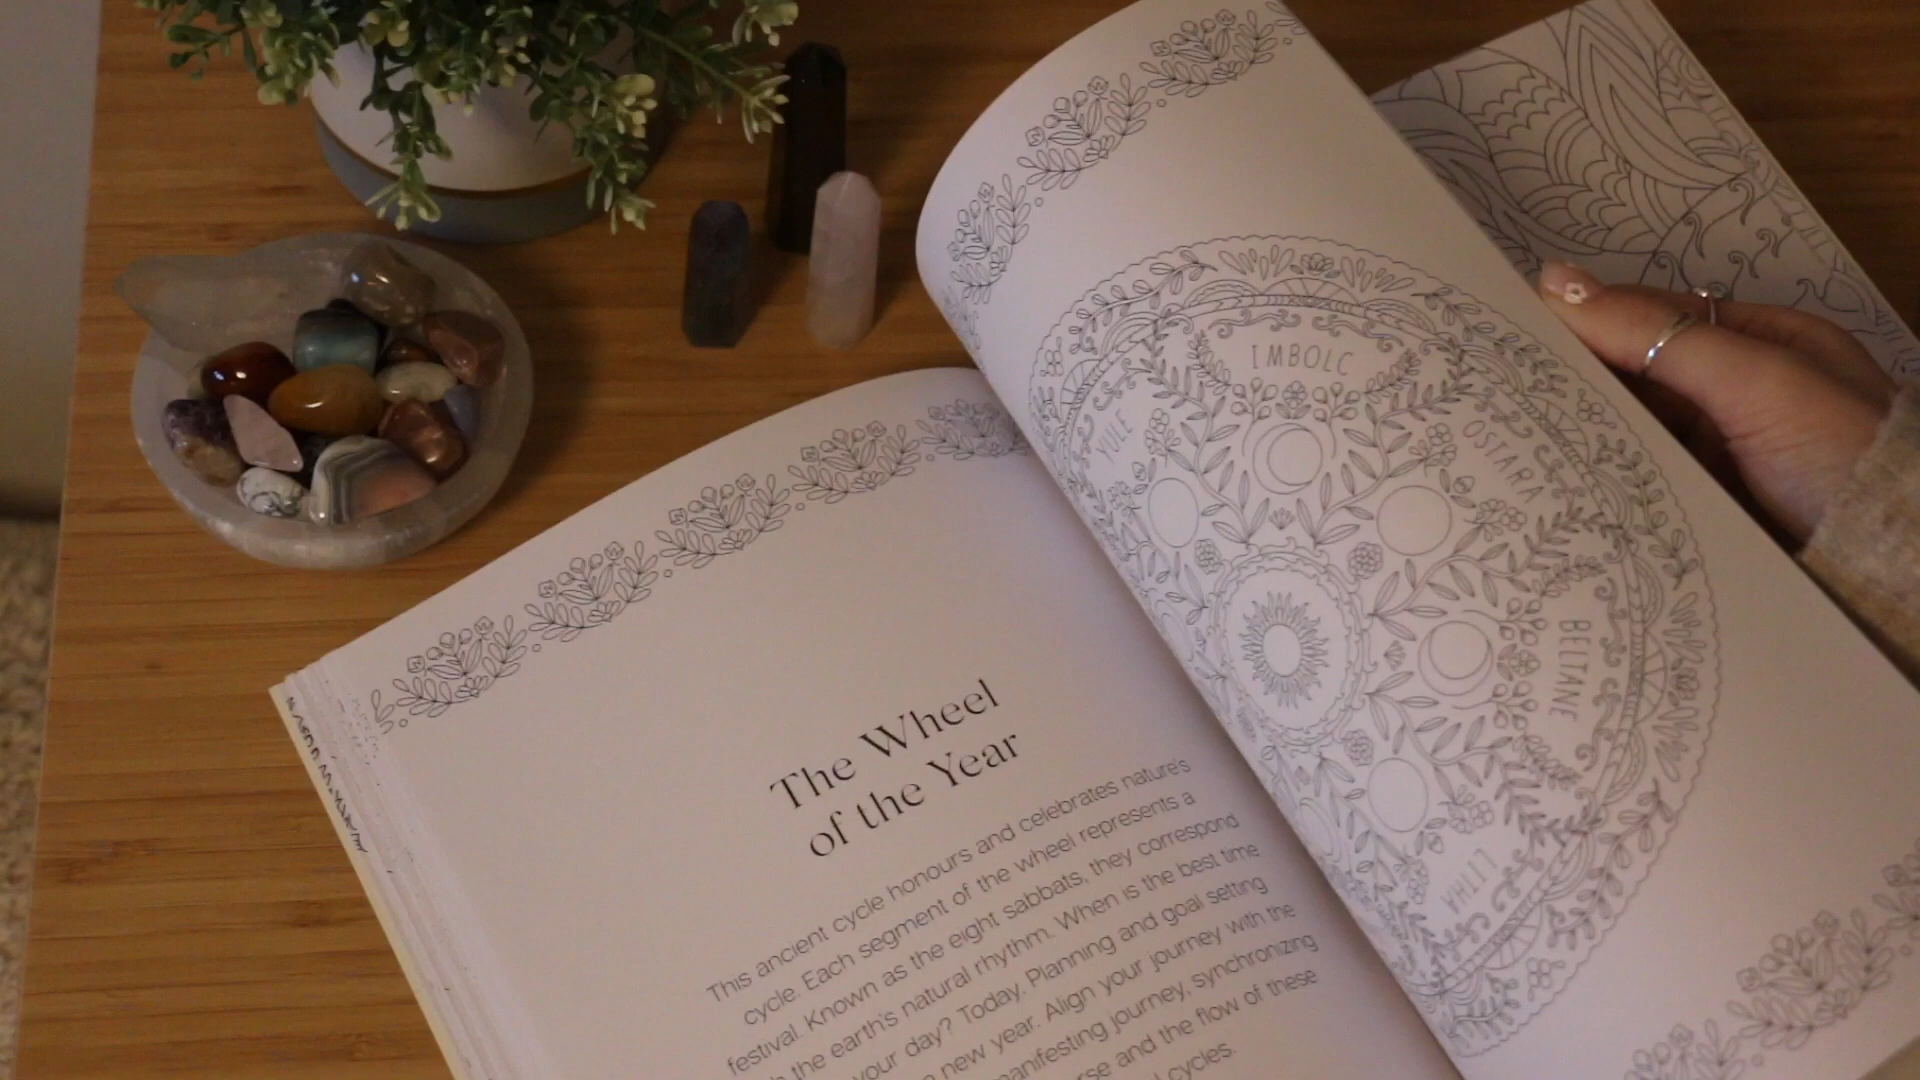 The Wheel
of the Year
This ancient cycle honours and celebrates nature's
cycle. Each segment of the wheel represents a
festival. Known as the eight sabbats, they correspond
the earth's natural rhythm. When is the best time
your day? Today. Planning and goal setting
new year. Align your journey with the
manifesting journey, synchronizing
and the flow of these
cycles.
IMBOLC
YULE
OSTARA
BELTANE
LITHA